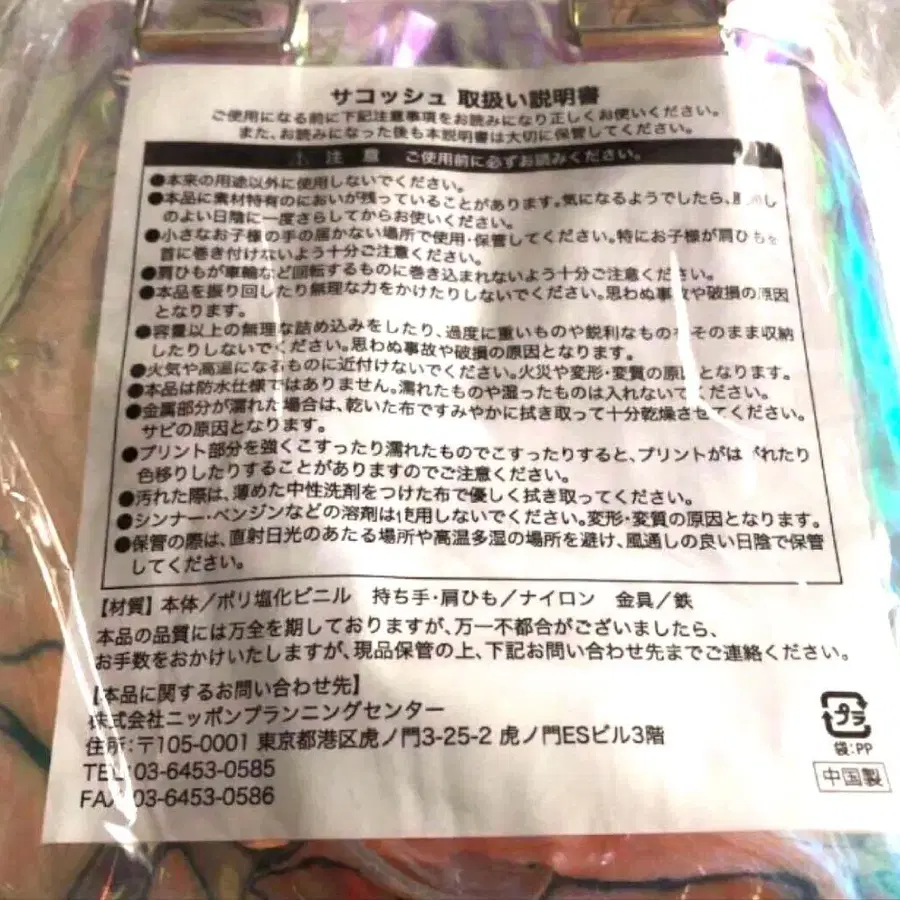 サコッシュ 取扱い説明書
ご使用になる前に下記注意事項をお読みになり正しくお使いください。
また、お読みになった後も本説明書は大切に保管してください。
⚠ 注 意 ご使用前に必ずお読みください。
●本来の用途以外に使用しないでください。
●本品に素材特有のにおいが残っていることがあります。気になるようでしたら、
のよい日陰に一度さらしてからお使いください。
●小さなお子様の手の届かない場所で使用・保管してください。特にお子様が肩ひもを
首に巻き付けないよう十分ご注意ください。
●肩ひもが車輪など回転するものに巻き込まれないよう十分ご注意ください。
●本品を振り回したり無理な力をかけたりしないでください。思わぬ事故や破損の原因
となります。
●容量以上の無理な詰め込みをしたり、過度に重いものや鋭利なものをそのまま収納
したりしないでください。思わぬ事故や破損の原因となります。
●火気や高温になるものに近付けないでください。火災や変形・変質の原因となります。
●本品は防水仕様ではありません。濡れたものや湿ったものは入れないでください。
●金属部分が濡れた場合は、乾いた布ですみやかに拭き取って十分乾燥させてください。
サビの原因となります。
●プリント部分を強くこすったり濡れたものでこすったりすると、プリントがはがれたり
色移りしたりすることがありますのでご注意ください。
●汚れた際は、薄めた中性洗剤をつけた布で優しく拭き取ってください。
●シンナー・ベンジンなどの溶剤は使用しないでください。変形・変質の原因となります。
●保管の際は、直射日光のあたる場所や高温多湿の場所を避け、風通しの良い日陰で保管
してください。
【材質】本体／ポリ塩化ビニル 持ち手・肩ひも／ナイロン 金具／鉄
本品の品質には万全を期しておりますが、万一不都合がございましたら、
お手数をおかけいたしますが、現品保管の上、下記お問い合わせ先までご連絡ください。
【本品に関するお問い合わせ先】
株式会社ニッポンプランニングセンター
住所:〒105-0001 東京都港区虎ノ門3-25-2 虎ノ門ESビル3階
TEL:03-6453-0585
FAX:03-6453-0586
プラ
袋:PP
中国製